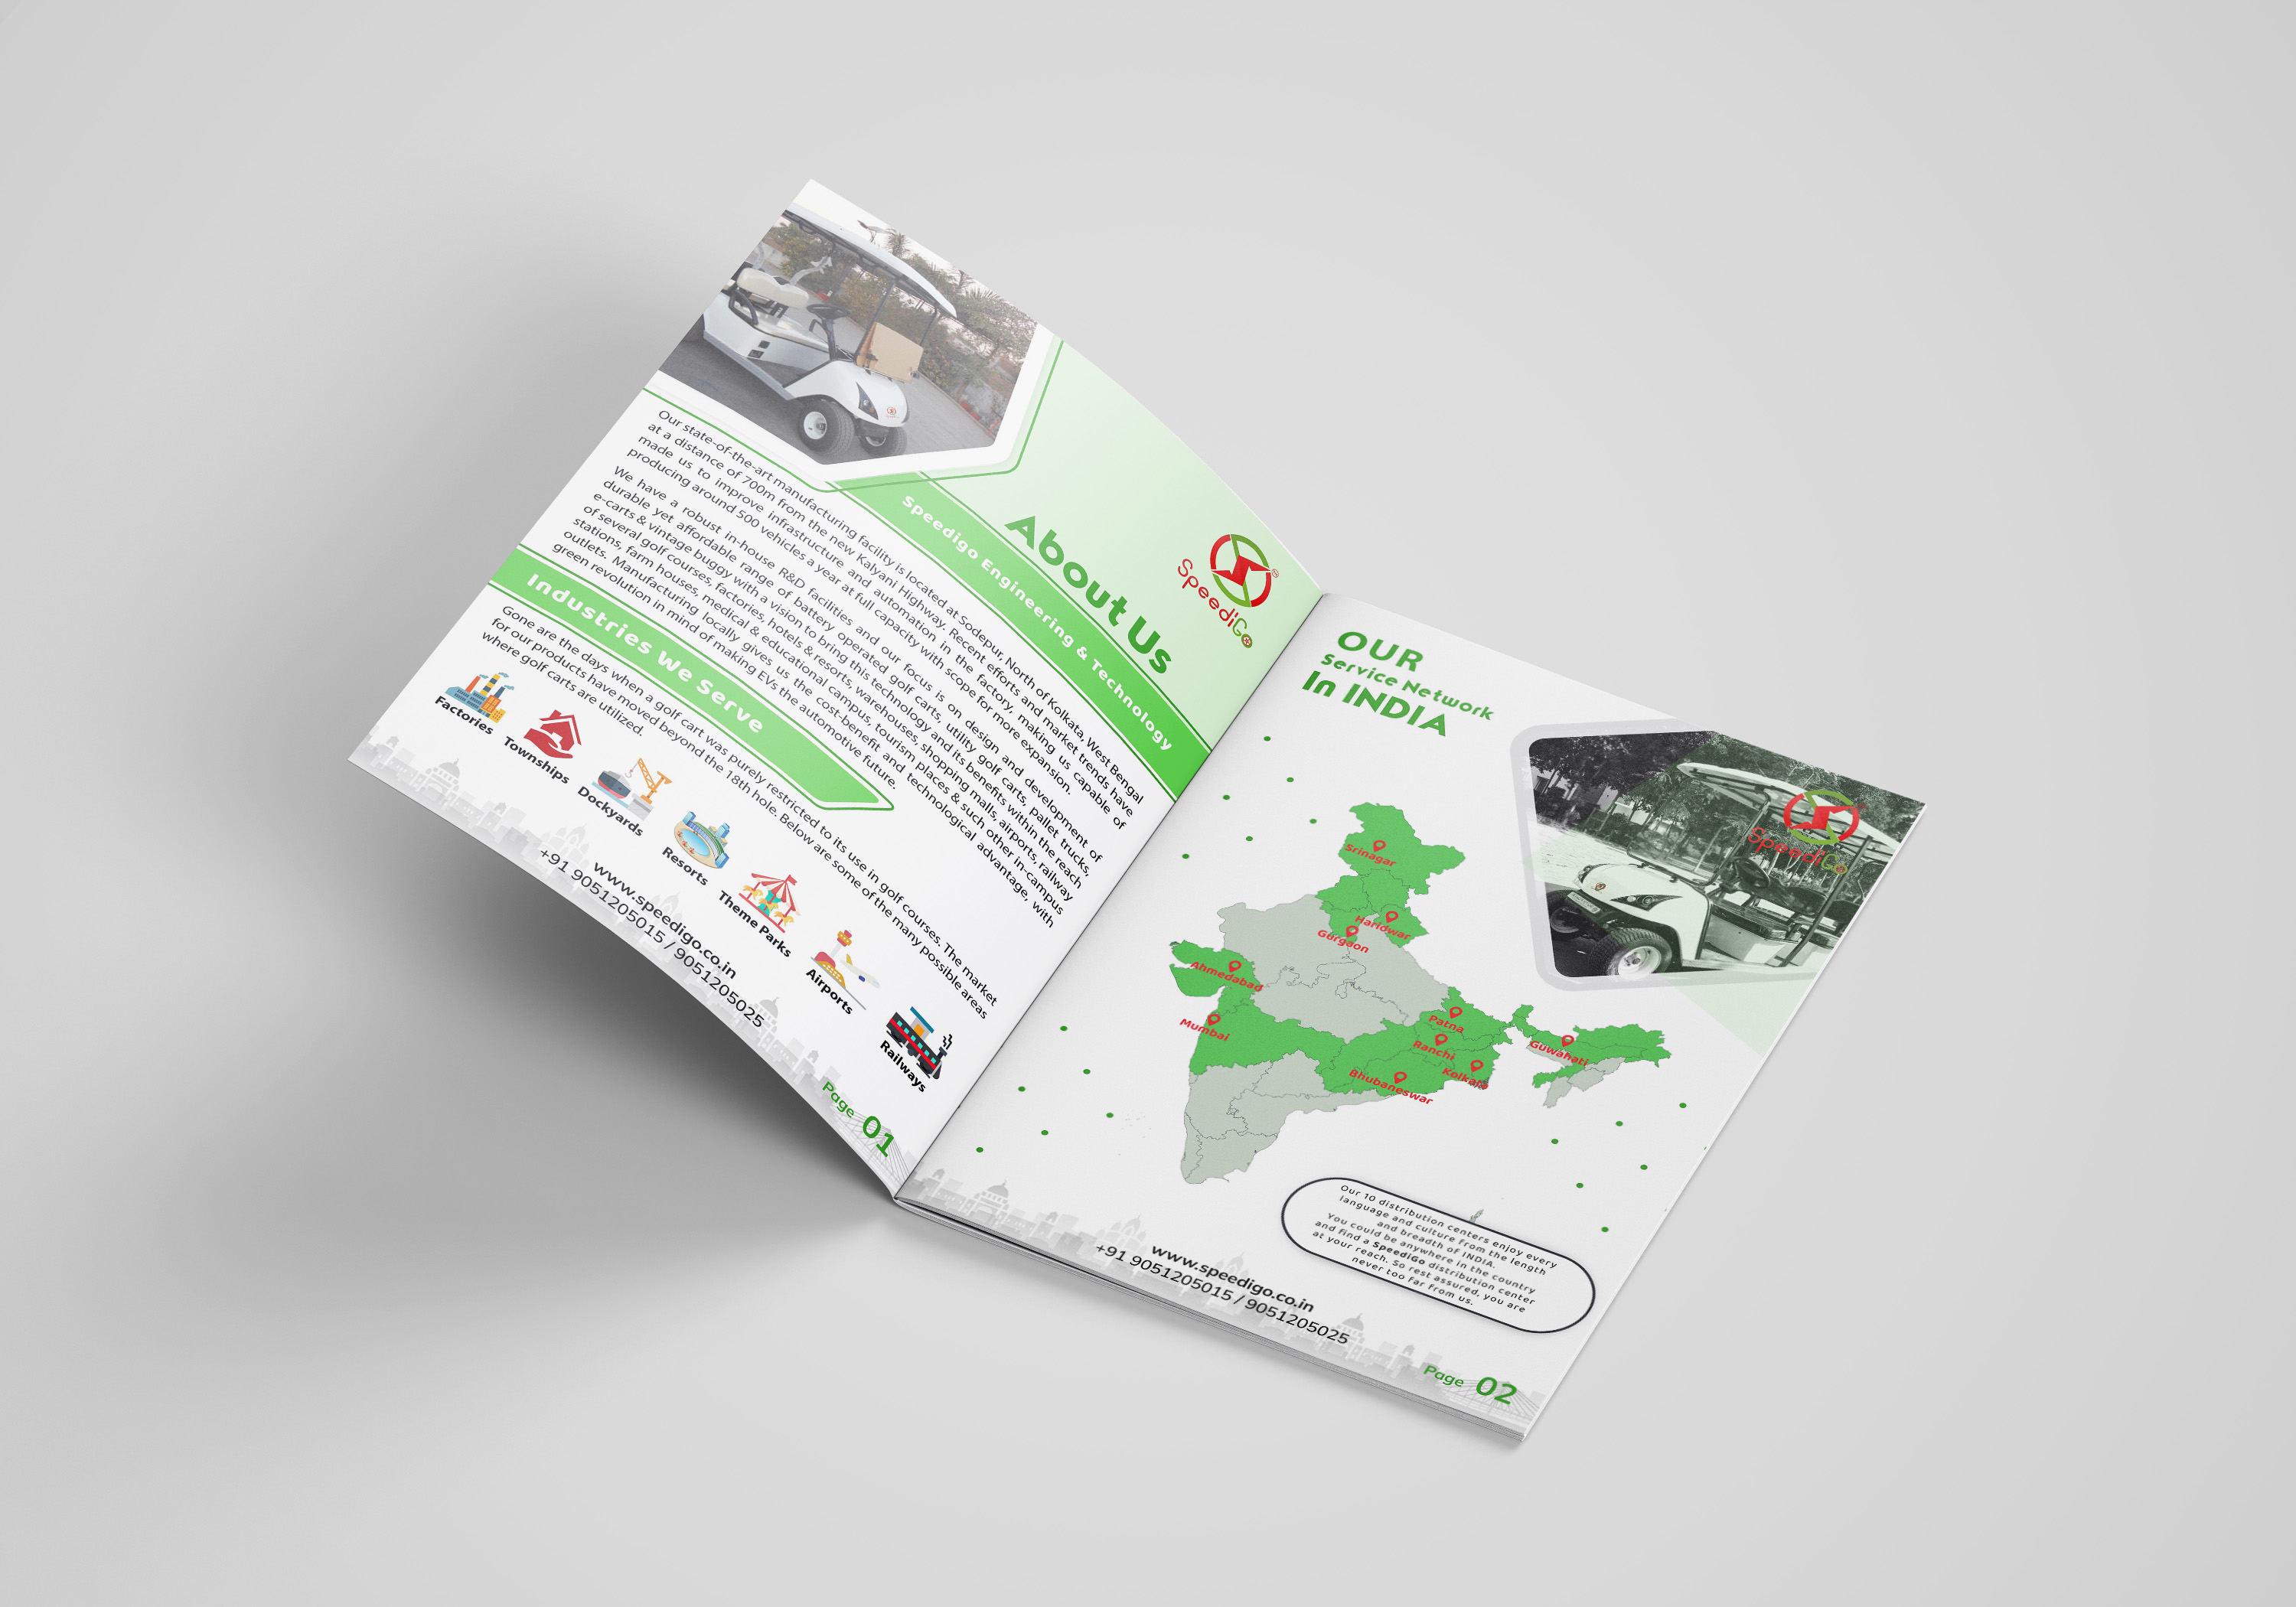 SpeediGo
About Us
Speedigo Engineering & Technology
Our state-of-the-art manufacturing facility is located at Sodepur, North of Kolkata, West Bengal
at a distance of 700m from the new Kalyani Highway. Recent efforts and market trends have
made us to improve infrastructure and automation in the factory, making us capable of
producing around 500 vehicles a year at full capacity with scope for more expansion.
We have a robust in-house R&D facilities and our focus is on design and development of
durable yet affordable range of battery operated golf carts, utility golf carts, pallet trucks,
e-carts & vintage buggy with a vision to bring this technology and its benefits within the reach
of several golf courses, factories, hotels & resorts, warehouses, shopping malls, airports, railway
stations, farm houses, medical & educational campus, tourism places & such other in-campus
outlets. Manufacturing locally gives us the cost-benefit and technological advantage, with
green revolution in mind of making EVs the automotive future.
Industries We Serve
Gone are the days when a golf cart was purely restricted to its use in golf courses. The market
for our products have moved beyond the 18th hole. Below are some of the many possible areas
where golf carts are utilized.
Factories
Townships
Dockyards
Resorts
Theme Parks
Airports
Railways
www.speedigo.co.in
+91 9051205015 / 9051205025
Page 01
OUR
Service Network
In INDIA
SpeediGo
Srinagar
Haridwar
Gurgaon
Ahmedabad
Mumbai
Patna
Ranchi
Kolkata
Bhubaneswar
Guwahati
Our 10 distribution centers enjoy every
language and culture from the length
and breadth of INDIA.
You could be anywhere in the country
and find a SpeediGo distribution center
at your reach. So rest assured, you are
never too far from us.
www.speedigo.co.in
+91 9051205015 / 9051205025
Page 02